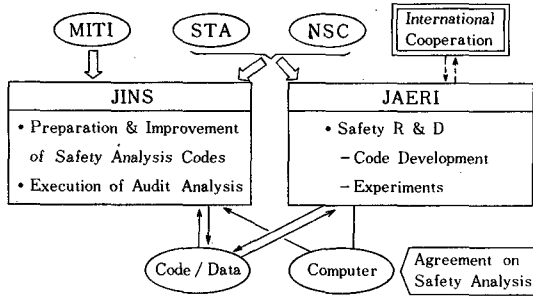 MITI
STA
NSC
International
Cooperation
JINS
• Preparation & Improvement
of Safety Analysis Codes
• Execution of Audit Analysis
JAERI
• Safety R & D
– Code Development
– Experiments
Code / Data
Computer
Agreement on
Safety Analysis